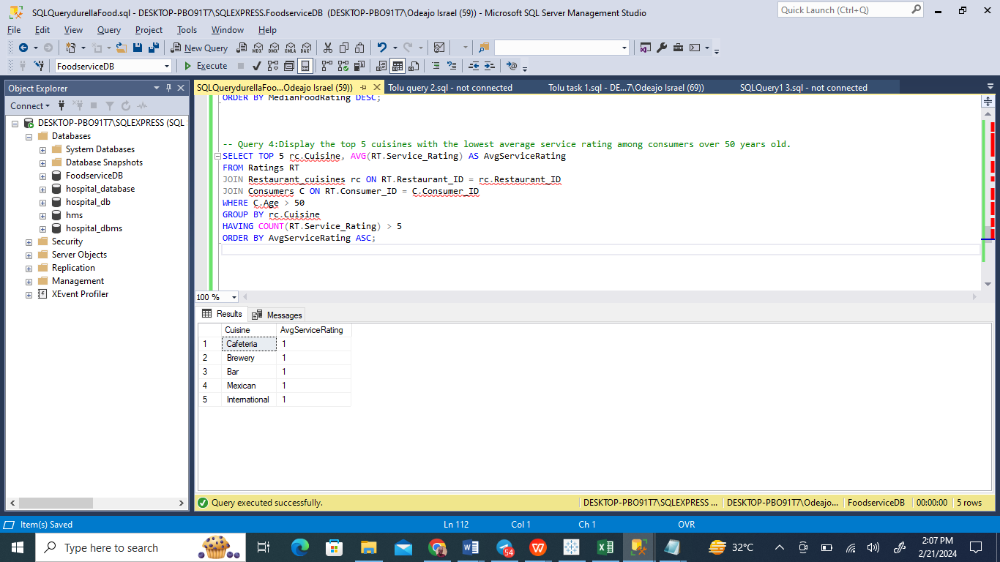 SQLQuerydurellaFood.sql - DESKTOP-PBO91T7\SQLEXPRESS.FoodserviceDB (DESKTOP-PBO91T7\Odeajo Israel (59)) - Microsoft SQL Server Management Studio
Quick Launch (Ctrl+Q)
File Edit View Query Project Tools Window Help
New Query MDX DMX XMLA DAX
FoodserviceDB Execute
Object Explorer
SQLQuerydurellaFoo...Odeajo Israel (59)) Tolu query 2.sql - not connected Tolu task 1.sql - DE...7\Odeajo Israel (69)) SQLQuery1 3.sql - not connected
Connect
DESKTOP-PBO91T7\SQLEXPRESS (SQL
Databases
System Databases
Database Snapshots
FoodserviceDB
hospital_database
hospital_db
hms
hospital_dbms
Security
Server Objects
Replication
Management
XEvent Profiler
ORDER BY MedianFoodRating DESC;
-- Query 4:Display the top 5 cuisines with the lowest average service rating among consumers over 50 years old.
SELECT TOP 5 rc.Cuisine, AVG(RT.Service_Rating) AS AvgServiceRating
FROM Ratings RT
JOIN Restaurant_cuisines rc ON RT.Restaurant_ID = rc.Restaurant_ID
JOIN Consumers C ON RT.Consumer_ID = C.Consumer_ID
WHERE C.Age > 50
GROUP BY rc.Cuisine
HAVING COUNT(RT.Service_Rating) > 5
ORDER BY AvgServiceRating ASC;
100 %
Results Messages
Cuisine AvgServiceRating
1 Cafeteria 1
2 Brewery 1
3 Bar 1
4 Mexican 1
5 International 1
Query executed successfully. DESKTOP-PBO91T7\SQLEXPRESS ... DESKTOP-PBO91T7\Odeajo... FoodserviceDB 00:00:00 5 rows
Item(s) Saved Ln 112 Col 1 Ch 1 OVR
Type here to search 54 32°C 2:07 PM
2/21/2024